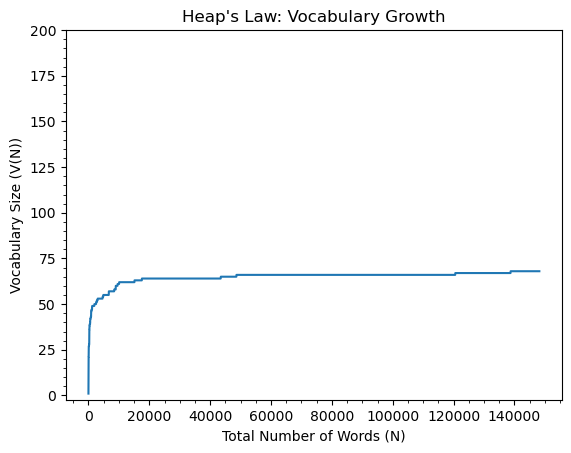 Heap's Law: Vocabulary Growth
200
175
150
125
100
75
50
25
0
Vocabulary Size (V(N))
0 20000 40000 60000 80000 100000 120000 140000
Total Number of Words (N)